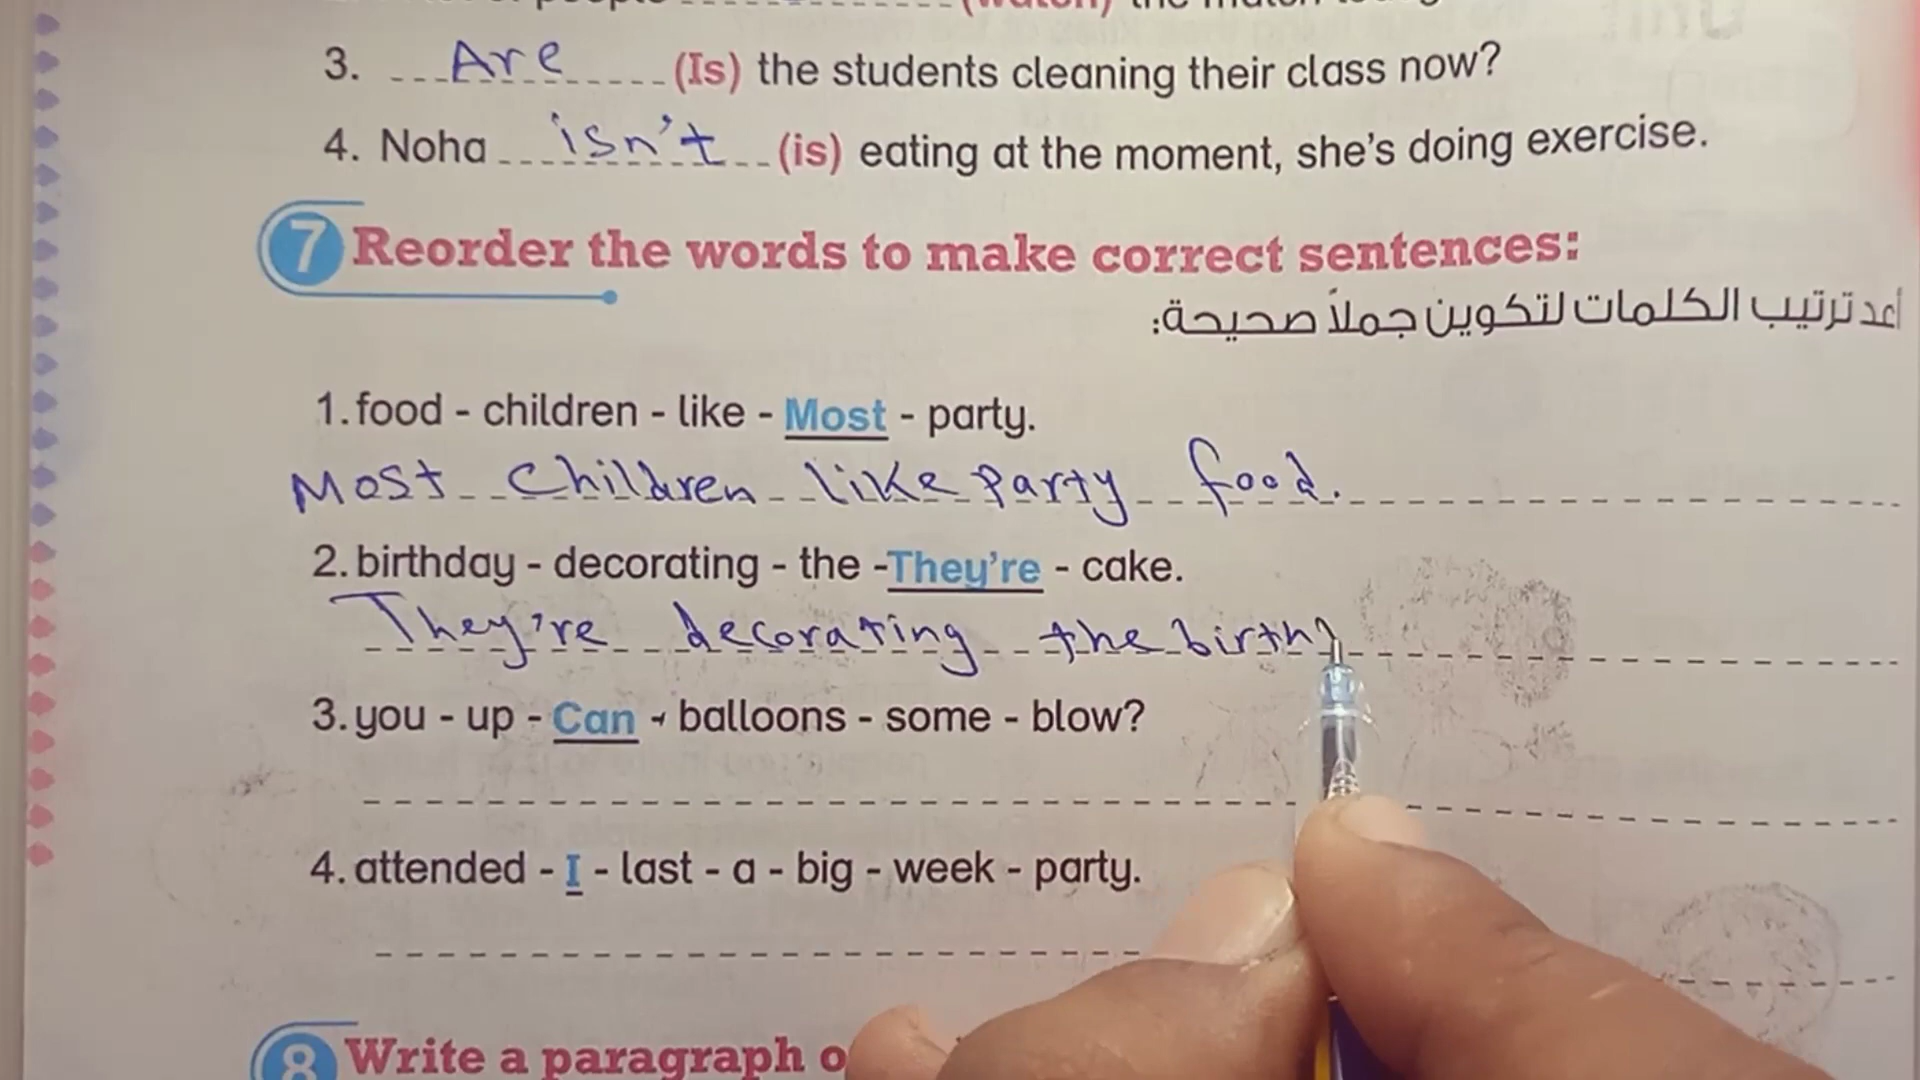 3. Are (Is) the students cleaning their class now?
4. Noha isn't (is) eating at the moment, she's doing exercise.
7 Reorder the words to make correct sentences:
أعد ترتيب الكلمات لتكوين جملاً صحيحة:
1. food - children - like - Most - party.
Most children like party food.
2. birthday - decorating - the - They're - cake.
They're decorating the birth
3. you - up - Can - balloons - some - blow?
4. attended - I - last - a - big - week - party.
8 Write a paragraph o